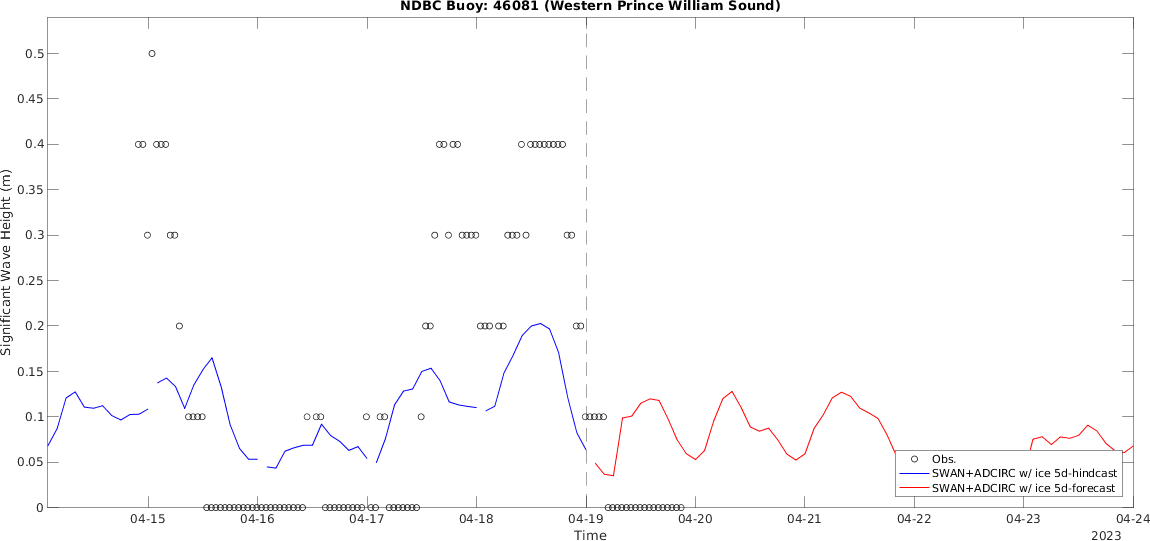 NDBC Buoy: 46081 (Western Prince William Sound)
0.5
0.45
0.4
0.35
0.3
0.25
0.2
0.15
0.1
0.05
0
Significant Wave Height (m)
Obs.
SWAN+ADCIRC w/ ice 5d-hindcast
SWAN+ADCIRC w/ ice 5d-forecast
04-15 04-16 04-17 04-18 04-19 04-20 04-21 04-22 04-23 04-24
Time
2023